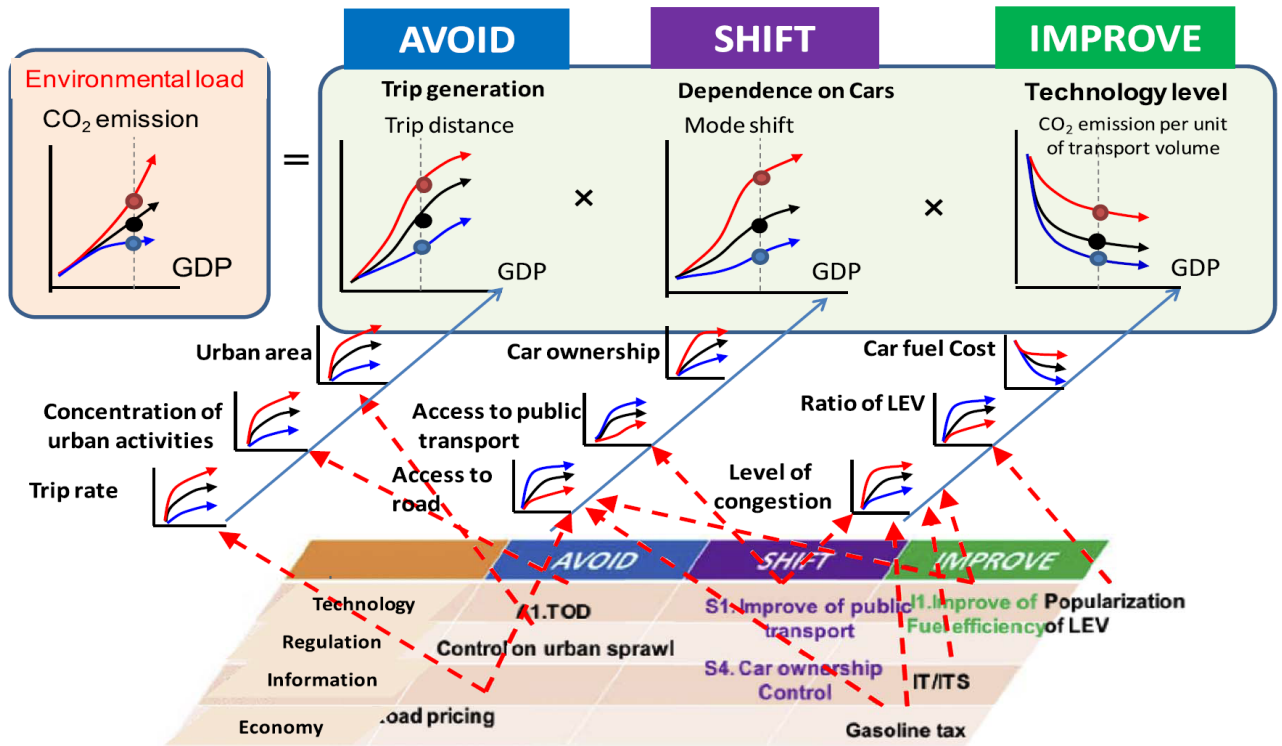 AVOID
SHIFT
IMPROVE
Environmental load
CO₂ emission
GDP
=
Trip generation
Trip distance
GDP
×
Dependence on Cars
Mode shift
GDP
×
Technology level
CO₂ emission per unit
of transport volume
GDP
Urban area
Car ownership
Car fuel Cost
Concentration of
urban activities
Access to public
transport
Ratio of LEV
Trip rate
Access to
road
Level of
congestion
AVOID
SHIFT
IMPROVE
Technology
Regulation
Information
Economy
1.TOD
Control on urban sprawl
oad pricing
S1. Improve of public
transport
S4. Car ownership
Control
I1.Improve of
Fuel efficiency
Popularization
of LEV
IT/ITS
Gasoline tax